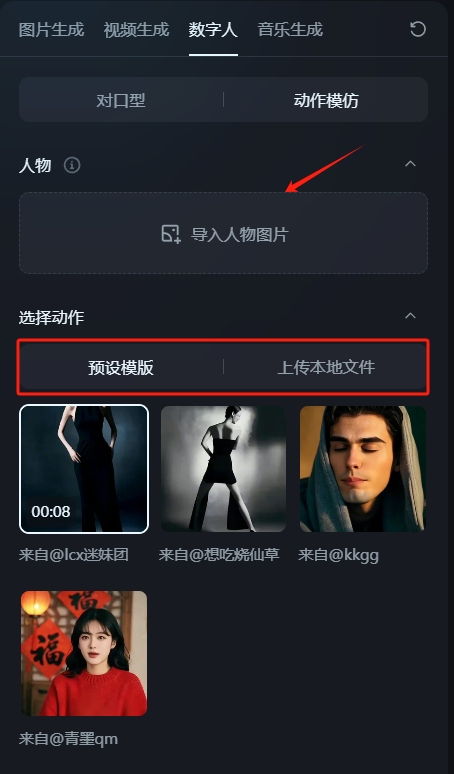 图片生成 视频生成 数字人 音乐生成
对口型 动作模仿
人物
导入人物图片
选择动作
预设模版 上传本地文件
00:08
来自@lcx迷妹团 来自@想吃烧仙草 来自@kkgg
福
福
来自@青墨qm